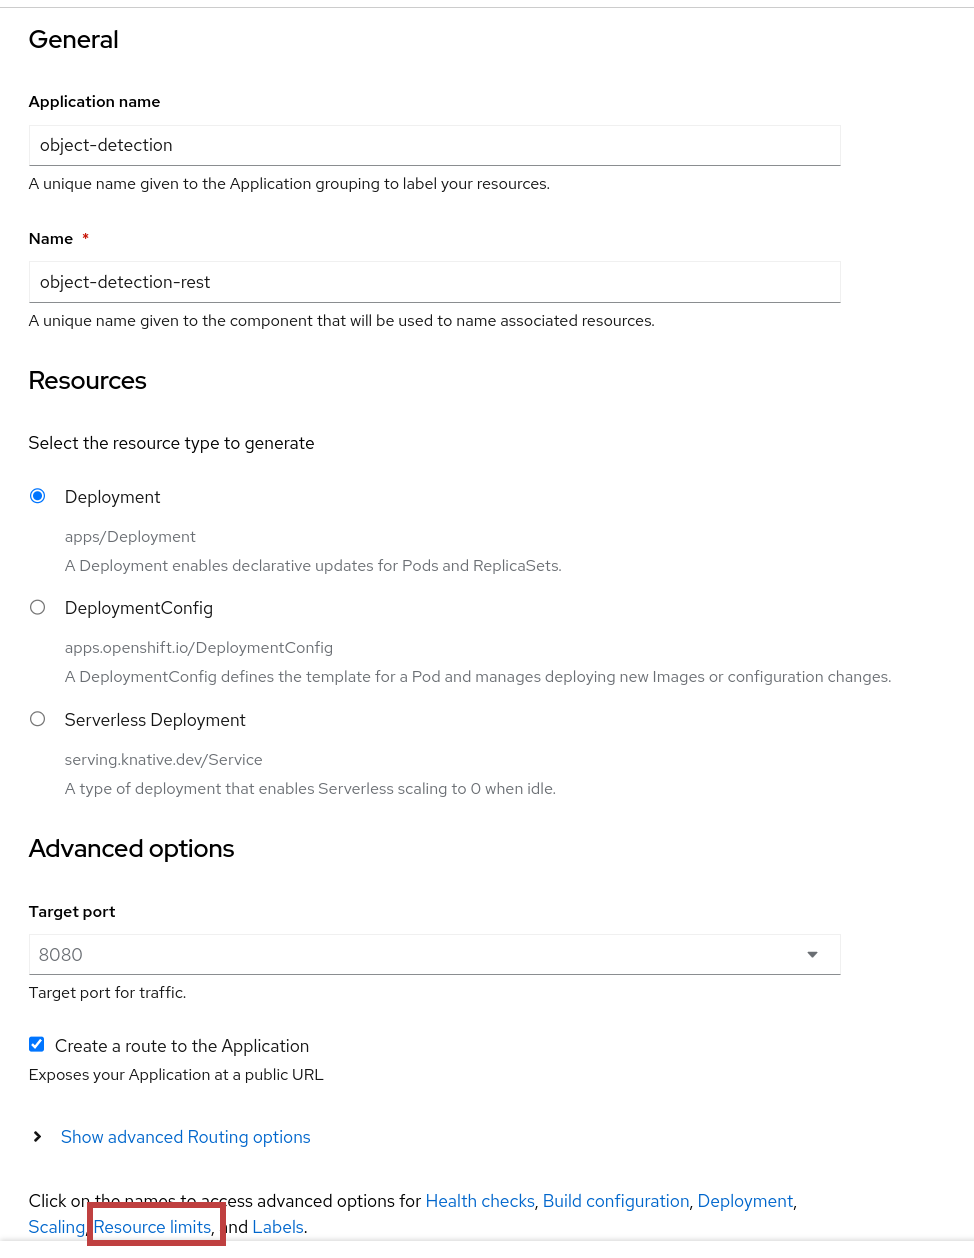 General
Application name
object-detection
A unique name given to the Application grouping to label your resources.
Name *
object-detection-rest
A unique name given to the component that will be used to name associated resources.
Resources
Select the resource type to generate
Deployment
apps/Deployment
A Deployment enables declarative updates for Pods and ReplicaSets.
DeploymentConfig
apps.openshift.io/DeploymentConfig
A DeploymentConfig defines the template for a Pod and manages deploying new Images or configuration changes.
Serverless Deployment
serving.knative.dev/Service
A type of deployment that enables Serverless scaling to 0 when idle.
Advanced options
Target port
8080
Target port for traffic.
Create a route to the Application
Exposes your Application at a public URL
Show advanced Routing options
Click on the names to access advanced options for Health checks, Build configuration, Deployment,
Scaling, Resource limits, and Labels.